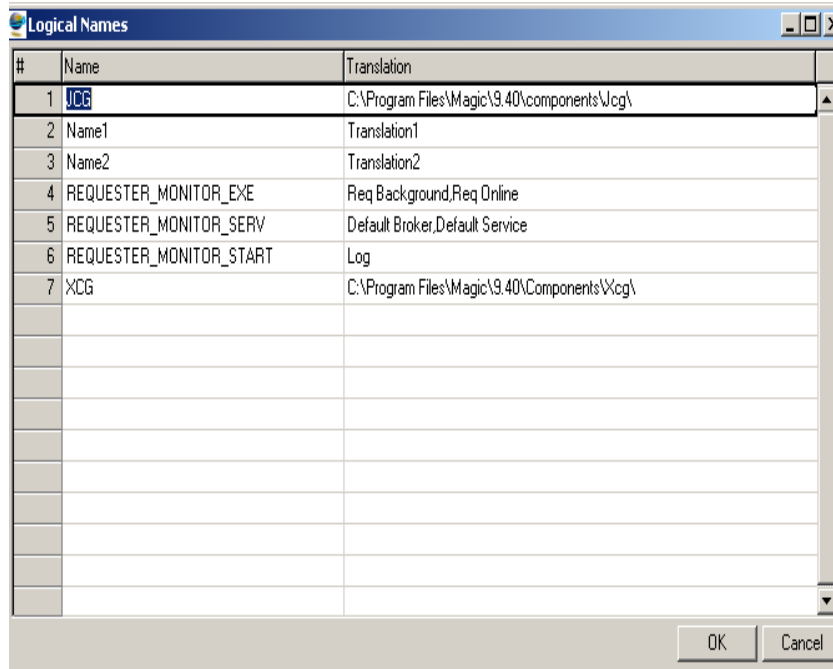 Logical Names
# Name Translation
1 JCG C:\Program Files\Magic\9.40\components\Jcg\
2 Name1 Translation1
3 Name2 Translation2
4 REQUESTER_MONITOR_EXE Req Background,Req Online
5 REQUESTER_MONITOR_SERV Default Broker,Default Service
6 REQUESTER_MONITOR_START Log
7 XCG C:\Program Files\Magic\9.40\Components\Xcg\
OK Cancel